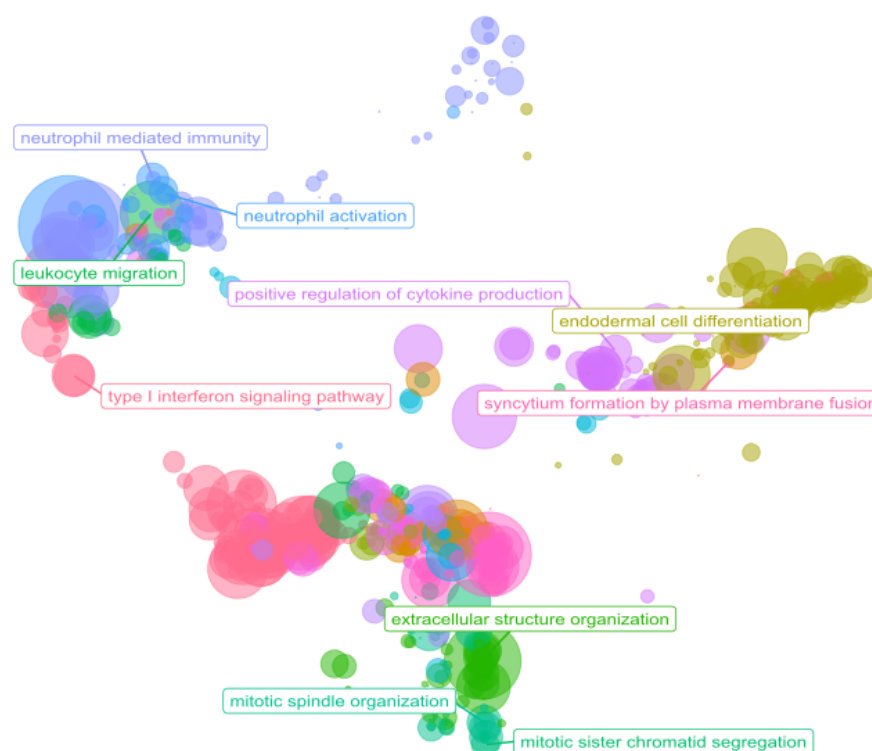 neutrophil mediated immunity
neutrophil activation
leukocyte migration
positive regulation of cytokine production
endodermal cell differentiation
type I interferon signaling pathway
syncytium formation by plasma membrane fusion
extracellular structure organization
mitotic spindle organization
mitotic sister chromatid segregation